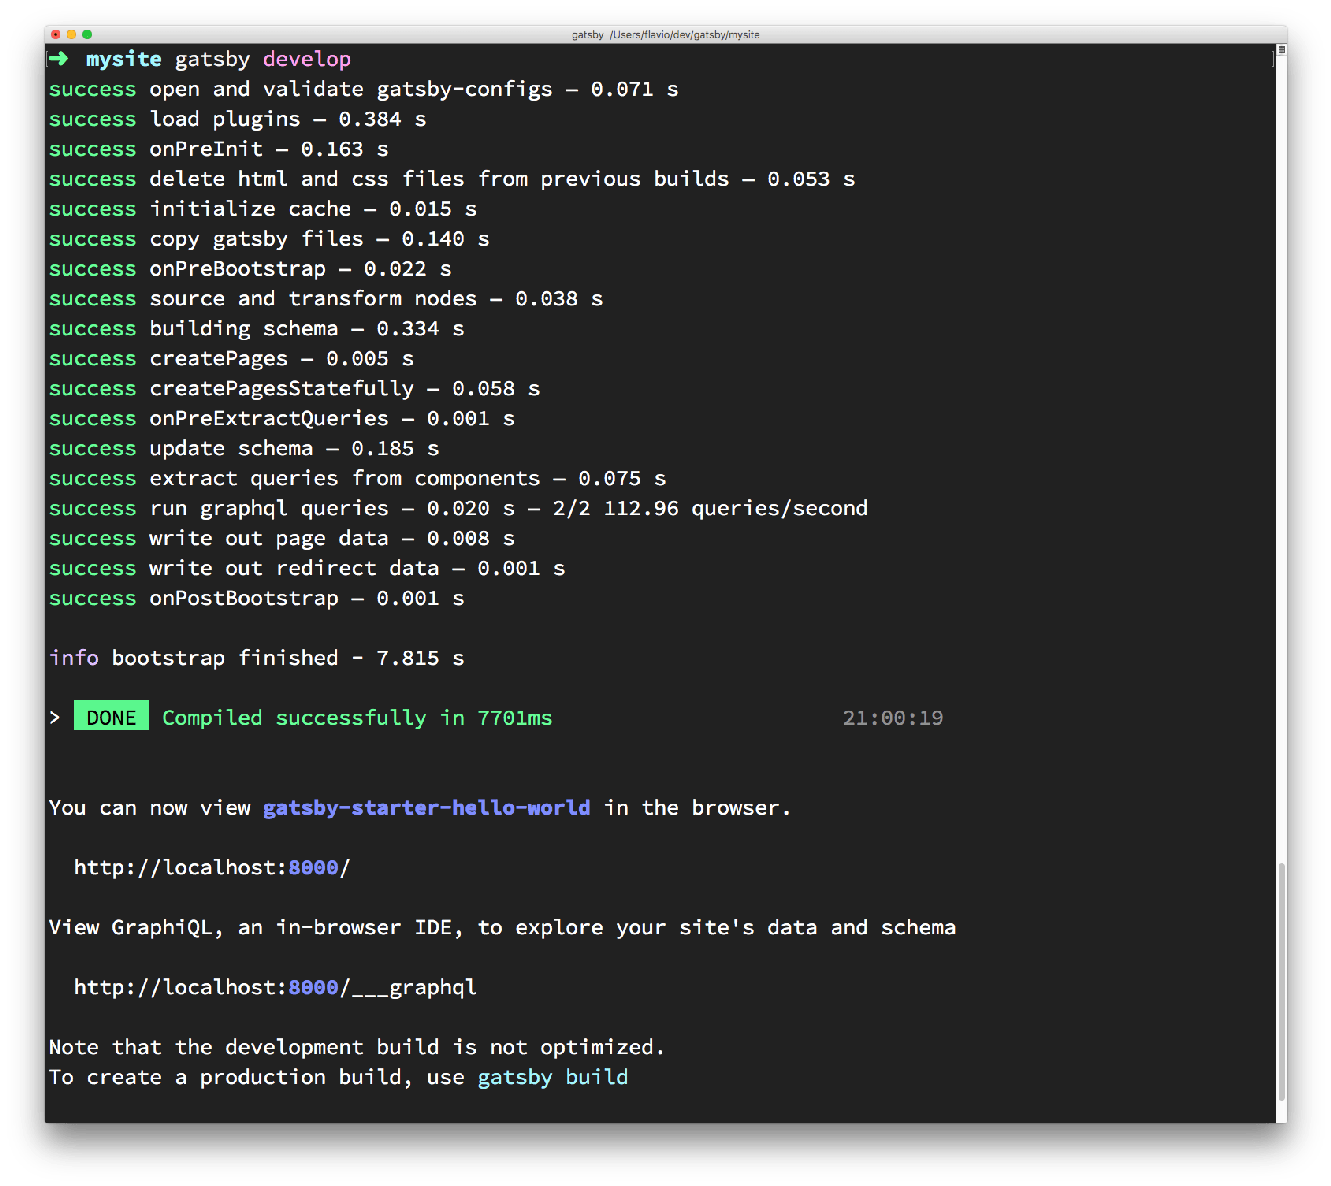 gatsby /Users/flavio/dev/gatsby/mysite
➜ mysite gatsby develop
success open and validate gatsby-configs — 0.071 s
success load plugins — 0.384 s
success onPreInit — 0.163 s
success delete html and css files from previous builds — 0.053 s
success initialize cache — 0.015 s
success copy gatsby files — 0.140 s
success onPreBootstrap — 0.022 s
success source and transform nodes — 0.038 s
success building schema — 0.334 s
success createPages — 0.005 s
success createPagesStatefully — 0.058 s
success onPreExtractQueries — 0.001 s
success update schema — 0.185 s
success extract queries from components — 0.075 s
success run graphql queries — 0.020 s — 2/2 112.96 queries/second
success write out page data — 0.008 s
success write out redirect data — 0.001 s
success onPostBootstrap — 0.001 s
info bootstrap finished - 7.815 s
> DONE Compiled successfully in 7701ms 21:00:19
You can now view gatsby-starter-hello-world in the browser.
http://localhost:8000/
View GraphiQL, an in-browser IDE, to explore your site's data and schema
http://localhost:8000/___graphql
Note that the development build is not optimized.
To create a production build, use gatsby build